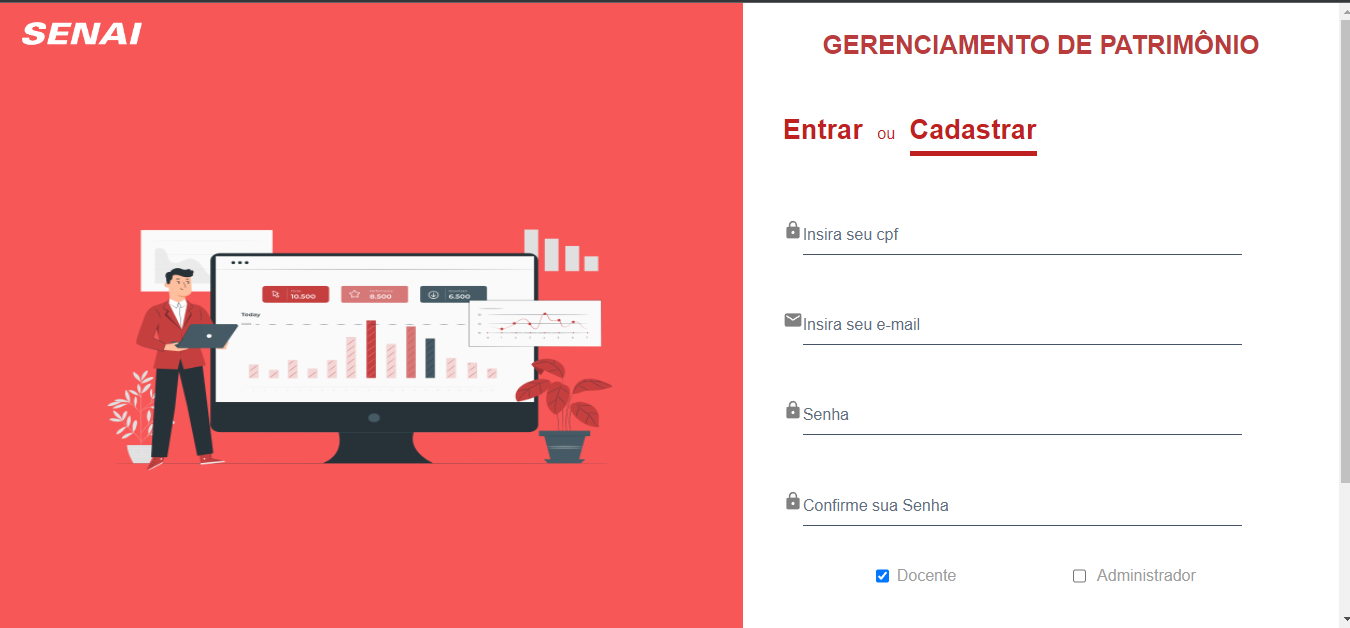 SENAI
GERENCIAMENTO DE PATRIMÔNIO
Entrar ou Cadastrar
Insira seu cpf
Insira seu e-mail
Senha
Confirme sua Senha
Docente Administrador
10.500
8.500
6.500
Today